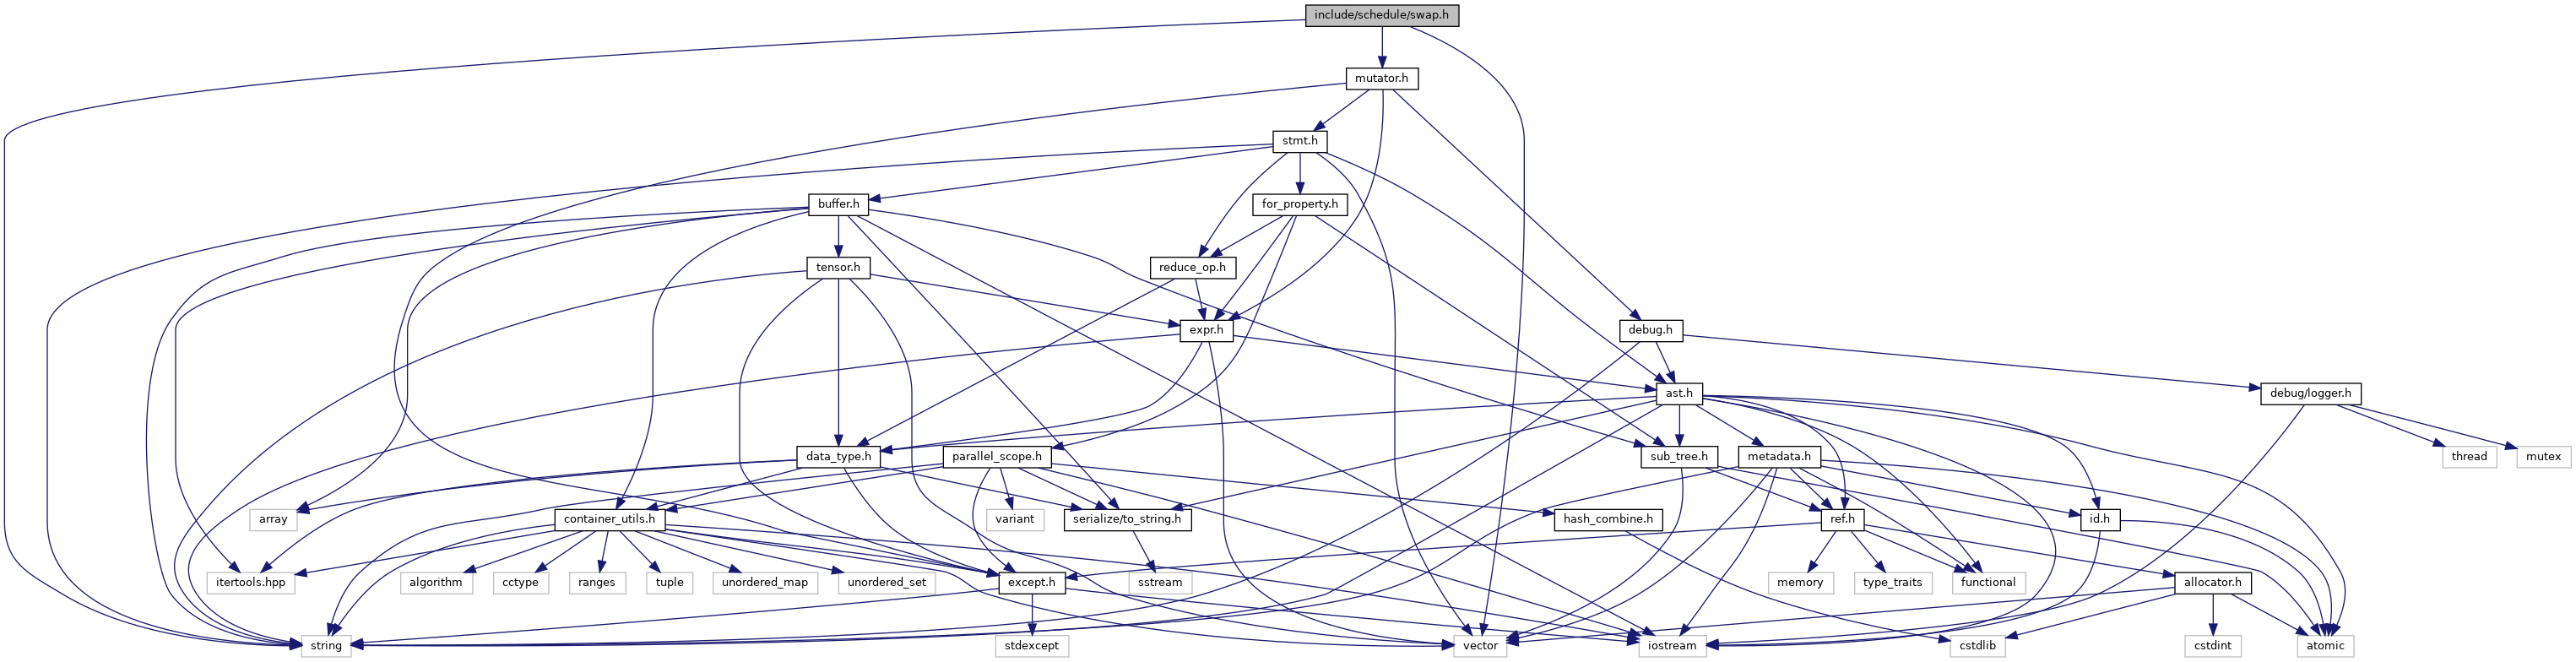 include/schedule/swap.h
mutator.h
stmt.h
buffer.h
for_property.h
tensor.h
reduce_op.h
expr.h
debug.h
ast.h
debug/logger.h
data_type.h
parallel_scope.h
sub_tree.h
metadata.h
thread
mutex
array
container_utils.h
variant
serialize/to_string.h
hash_combine.h
ref.h
id.h
itertools.hpp
algorithm
cctype
ranges
tuple
unordered_map
unordered_set
except.h
sstream
memory
type_traits
functional
allocator.h
string
stdexcept
vector
iostream
cstdlib
cstdint
atomic